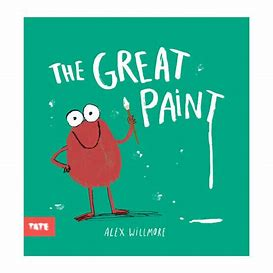 THE GREAT
PAINT
TATE
ALEX WILLMORE